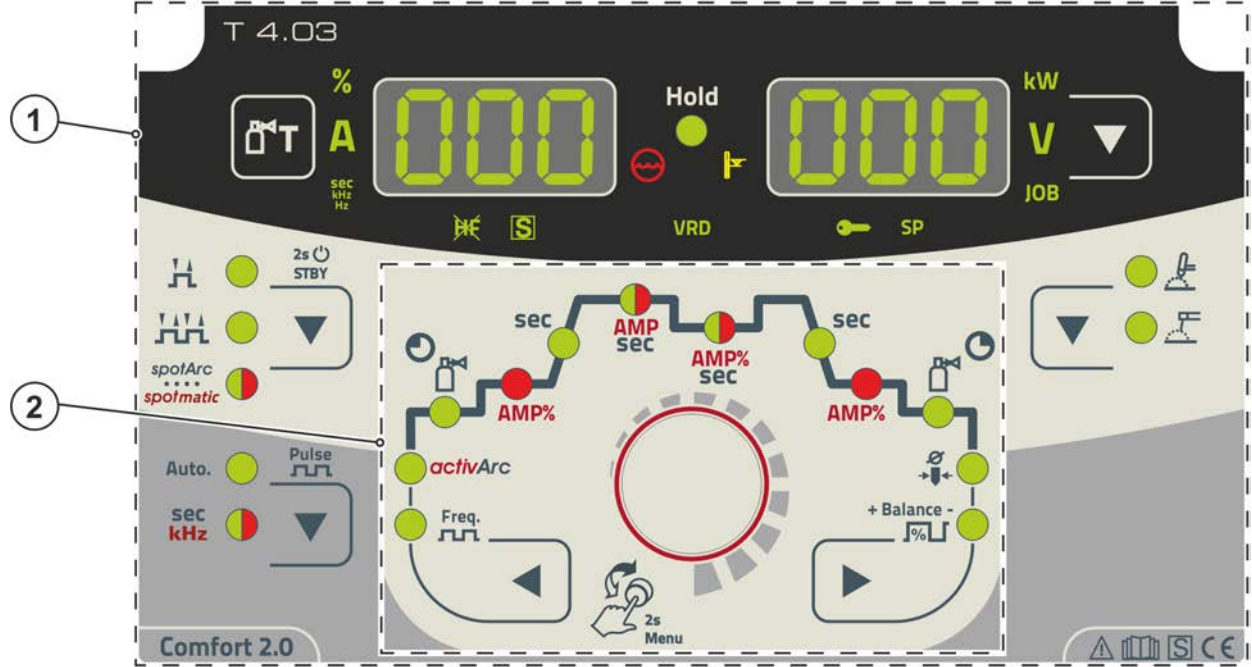 T 4.03
%
A
sec
kHz
Hz
000
Hold
000
kW
V
JOB
T
HF
S
VRD
SP
1
2s
STBY
spotArc
spotmatic
sec
AMP
sec
AMP%
sec
sec
AMP%
AMP%
2
Auto.
Pulse
sec
kHz
activArc
Freq.
+ Balance -
%
2s
Menu
Comfort 2.0
S CE